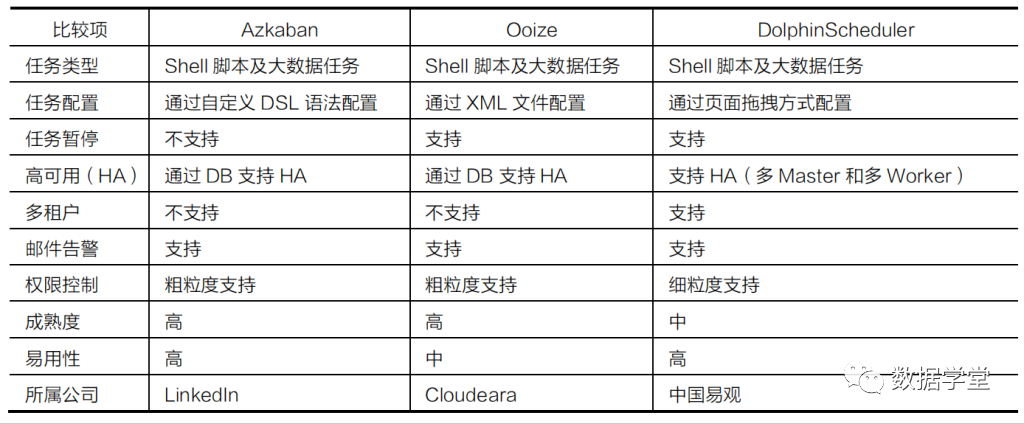 比较项 Azkaban Ooize DolphinScheduler
任务类型 Shell 脚本及大数据任务 Shell 脚本及大数据任务 Shell 脚本及大数据任务
任务配置 通过自定义 DSL 语法配置 通过 XML 文件配置 通过页面拖拽方式配置
任务暂停 不支持 支持 支持
高可用（HA） 通过 DB 支持 HA 通过 DB 支持 HA 支持 HA（多 Master 和多 Worker）
多租户 不支持 不支持 支持
邮件告警 支持 支持 支持
权限控制 粗粒度支持 粗粒度支持 细粒度支持
成熟度 高 高 中
易用性 高 中 高
所属公司 LinkedIn Cloudeara 中国易观
数据学堂